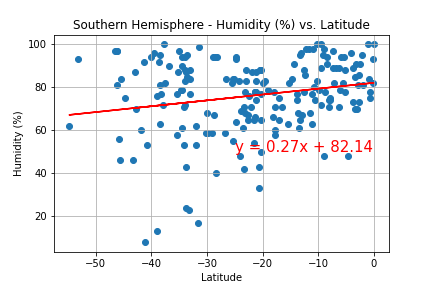 Southern Hemisphere - Humidity (%) vs. Latitude
100
80
60
40
20
Humidity (%)
y = 0.27x + 82.14
−50 −40 −30 −20 −10 0
Latitude